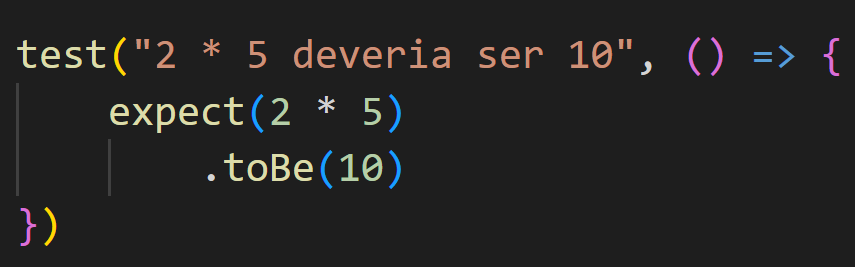 test("2 * 5 deveria ser 10", () => {
    expect(2 * 5)
        .toBe(10)
})